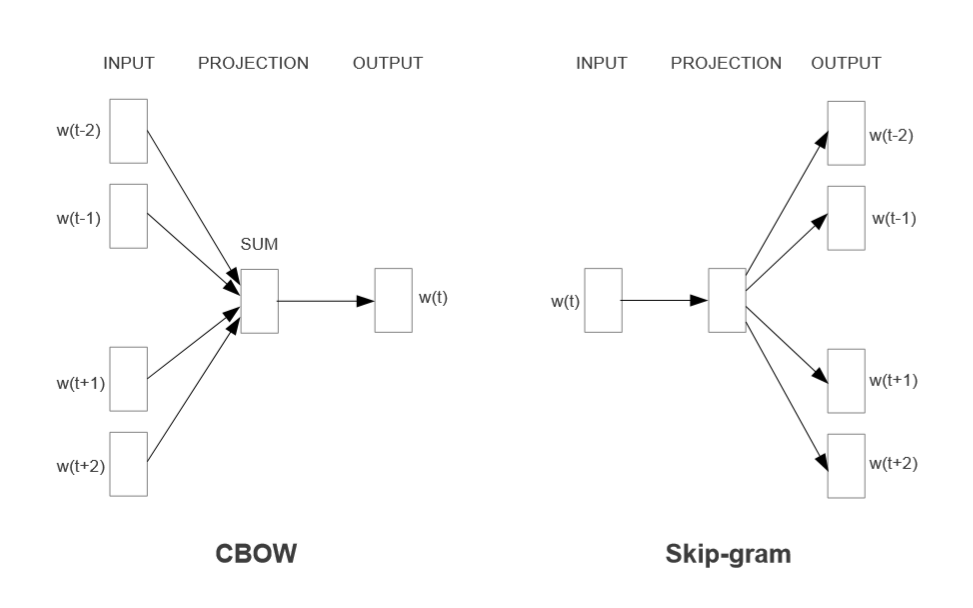 INPUT PROJECTION OUTPUT
w(t-2)
w(t-1)
SUM
w(t)
w(t+1)
w(t+2)
CBOW
INPUT PROJECTION OUTPUT
w(t-2)
w(t-1)
w(t)
w(t+1)
w(t+2)
Skip-gram